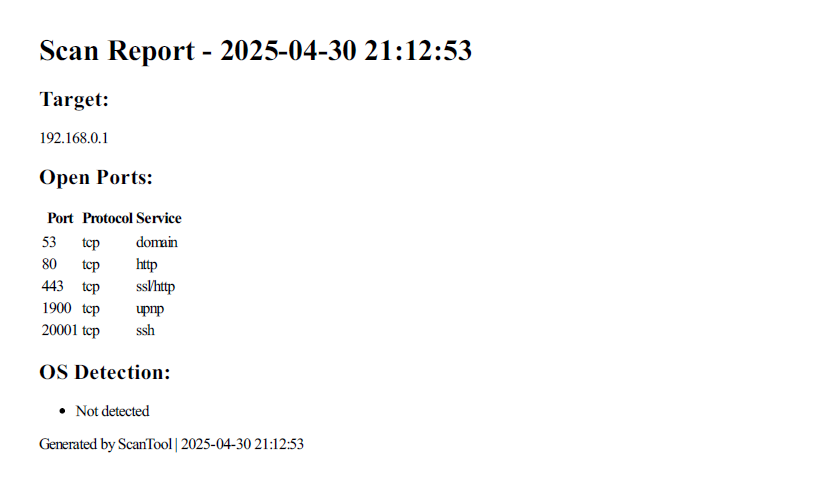 Scan Report - 2025-04-30 21:12:53
Target:
192.168.0.1
Open Ports:
Port Protocol Service
53 tcp domain
80 tcp http
443 tcp ssl/http
1900 tcp upnp
20001 tcp ssh
OS Detection:
• Not detected
Generated by ScanTool | 2025-04-30 21:12:53